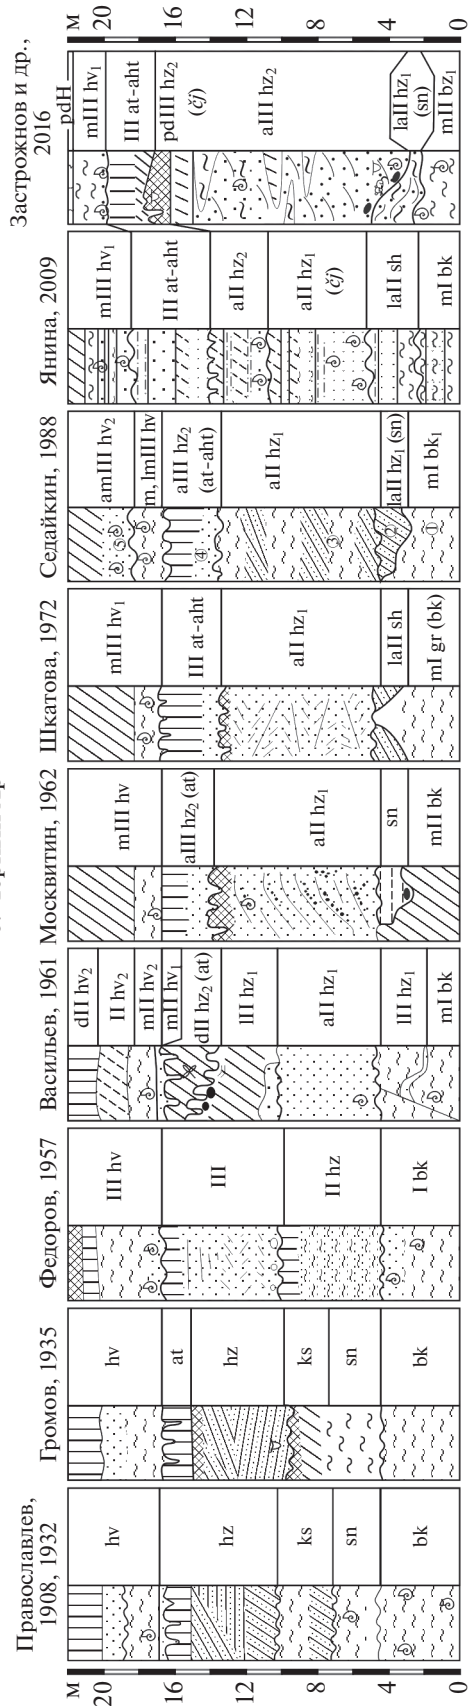 м
20
16
12
8
4
0
Православлев,
1908, 1932
hv
at
hz
ks
sn
bk
Громов, 1935
hv
at
hz
ks
sn
bk
Федоров, 1957
III hv
III
II hz
I bk
Васильев, 1961
dII hv₂
II hv₂
mII hv₂
mII hv₁
dII hz₂ (at)
lII hz₁
aII hz₁
lII hz₁
mI bk
Москвитин, 1962
mIII hv
aIII hz₂ (at)
aII hz₁
sn
mII bk
Шкатова, 1972
mIII hv₁
III at-aht
aII hz₁
laII sh
mI gr (bk)
Седайкин, 1988
amIII hv₂
m, lmIII hv
aIII hz₂
(at-aht)
aII hz₁
laII hz₁ (sn)
mI bk₁
⑤
④
③
②
①
Янина, 2009
mIII hv₁
III at-aht
aII hz₂
aII hz₁
(čj)
laII sh
mI bk
Застрожнов и др.,
2016
pdH
mIII hv₁
III at-aht
pdIII hz₂
(čj)
aII hz₂
laII hz₁
(sn)
mII bz₁
м
20
16
12
8
4
0